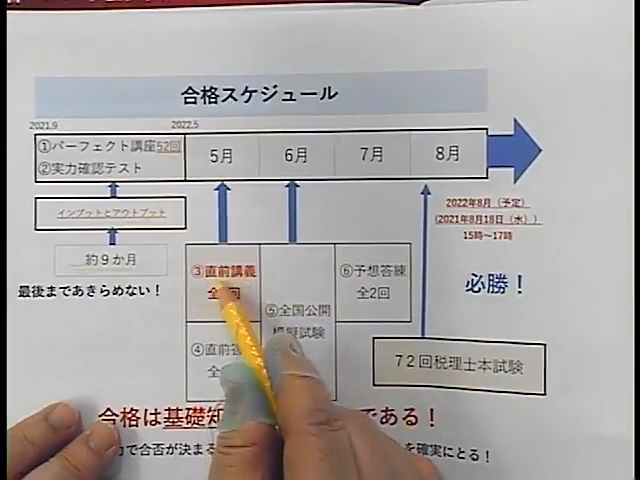 合格スケジュール
2021.9
2022.5
①パーフェクト講座52回
②実力確認テスト
5月
6月
7月
8月
インプットとアウトプット
2022年8月（予定）
(2021年8月18日（水）)
15時～17時
約9か月
最後まであきらめない！
③直前講義
⑥予想答練
全2回
必勝！
⑤全国公開
模擬試験
④直前
72回税理士本試験
合格は基礎知
である！
力で合否が決まる
を確実にとる！